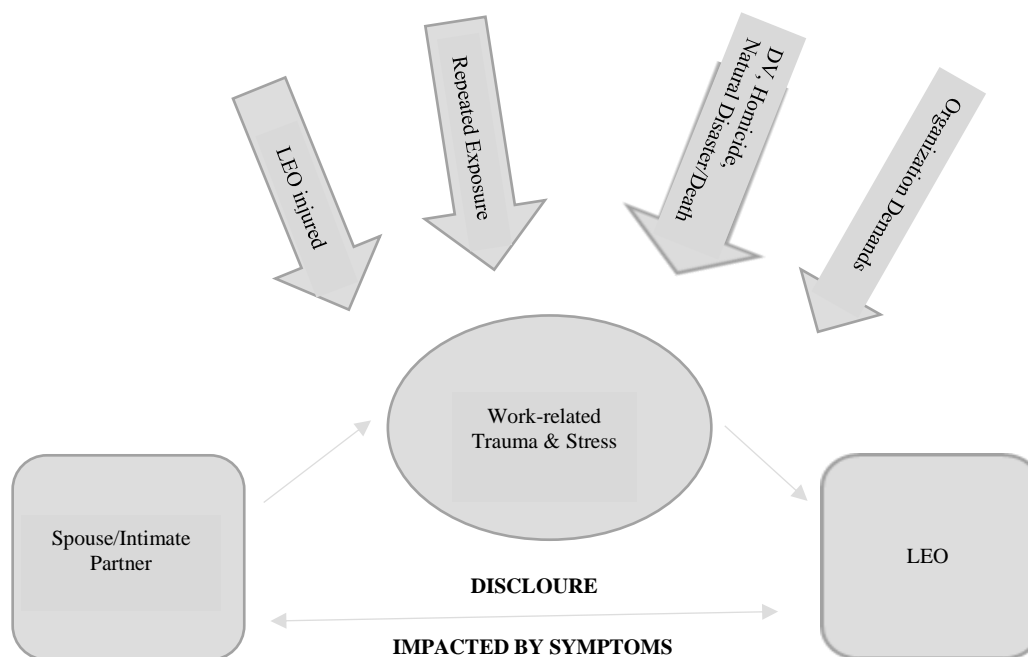 LEO injured
Repeated Exposure
DV, Homicide,
Natural Disaster/Death
Organization Demands
Work-related
Trauma & Stress
Spouse/Intimate
Partner
LEO
DISCLOURE
IMPACTED BY SYMPTOMS